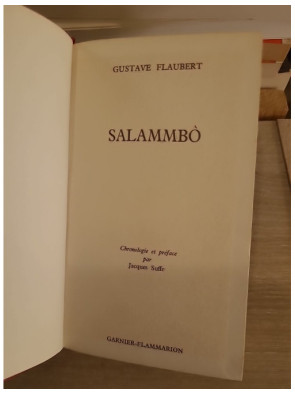 GUSTAVE FLAUBERT
SALAMMBÔ
Chronologie et préface
par
Jacques Suffel
GARNIER-FLAMMARION